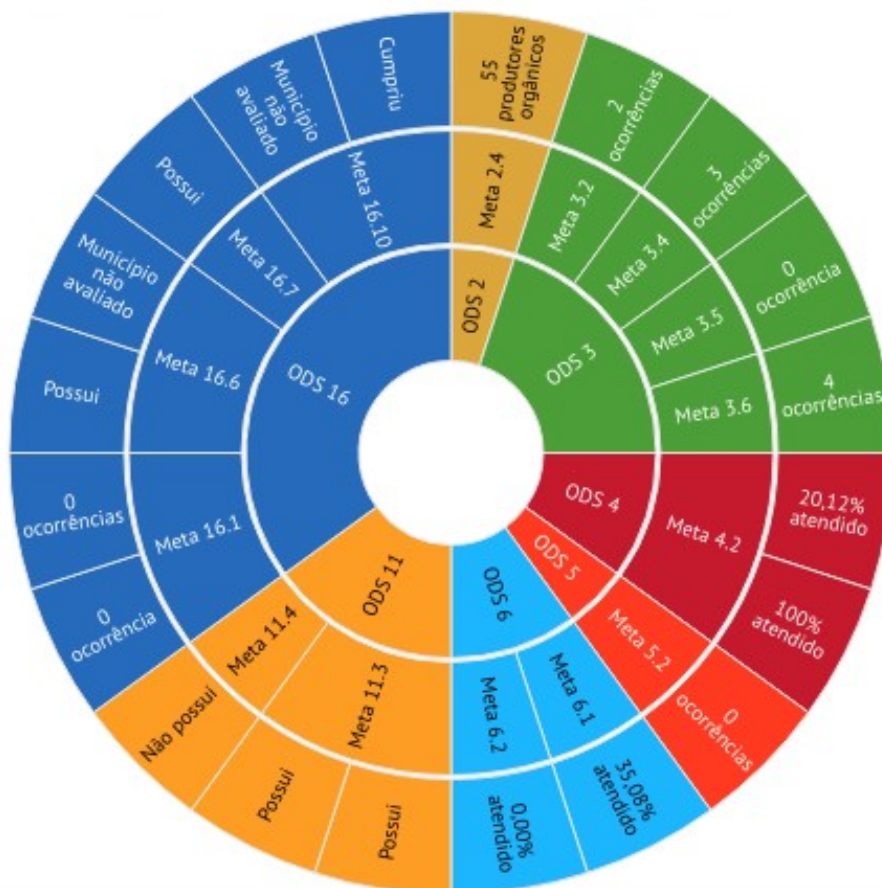 ODS 2
Meta 2.4
55
produtores
orgânicos
ODS 3
Meta 3.2
2
ocorrências
Meta 3.4
3
ocorrências
Meta 3.5
0
ocorrência
Meta 3.6
4
ocorrências
ODS 4
Meta 4.2
20,12%
atendido
100%
atendido
ODS 5
Meta 5.2
0
ocorrências
ODS 6
Meta 6.1
35,08%
atendido
Meta 6.2
0,00%
atendido
ODS 11
Meta 11.3
Possui
Possui
Meta 11.4
Não possui
ODS 16
Meta 16.1
0
ocorrência
0
ocorrências
Meta 16.6
Possui
Município
não
avaliado
Meta 16.7
Possui
Meta 16.10
Município
não
avaliado
Cumpriu